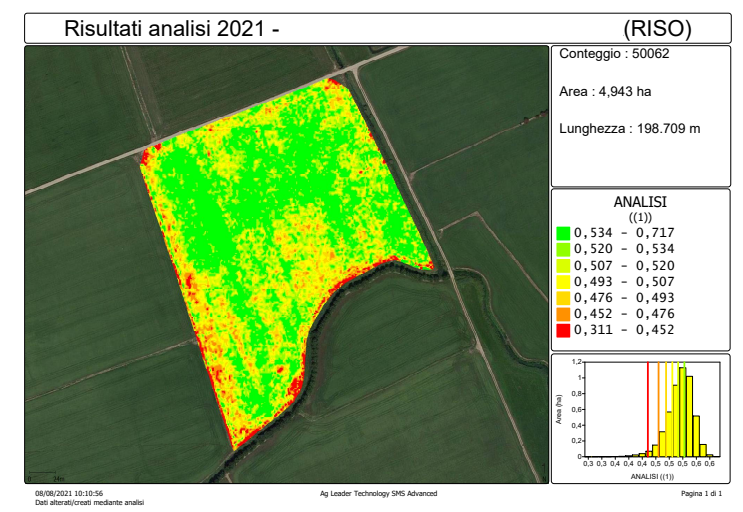 Risultati analisi 2021 - (RISO)
Conteggio : 50062
Area : 4,943 ha
Lunghezza : 198.709 m
ANALISI
((1))
0,534 - 0,717
0,520 - 0,534
0,507 - 0,520
0,493 - 0,507
0,476 - 0,493
0,452 - 0,476
0,311 - 0,452
1,2
1
0,8
0,6
0,4
0,2
0
Area (ha)
0,3 0,3 0,4 0,4 0,4 0,5 0,5 0,5 0,6 0,6
ANALISI ((1))
08/08/2021 10:10:56
Dati alterati/creati mediante analisi
Ag Leader Technology SMS Advanced
Pagina 1 di 1